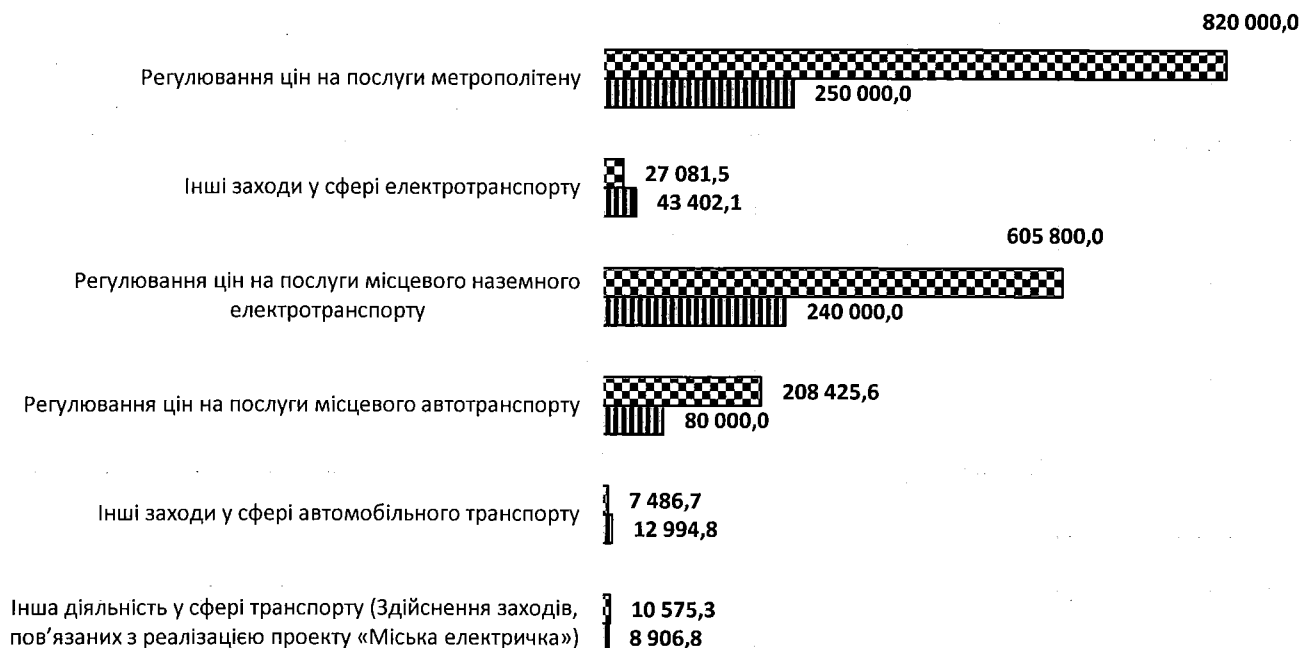 820 000,0
Регулювання цін на послуги метрополітену
250 000,0
27 081,5
Інші заходи у сфері електротранспорту
43 402,1
605 800,0
Регулювання цін на послуги місцевого наземного
електротранспорту
240 000,0
208 425,6
Регулювання цін на послуги місцевого автотранспорту
80 000,0
7 486,7
Інші заходи у сфері автомобільного транспорту
12 994,8
Інша діяльність у сфері транспорту (Здійснення заходів,
10 575,3
пов’язаних з реалізацією проекту «Міська електричка»)
8 906,8